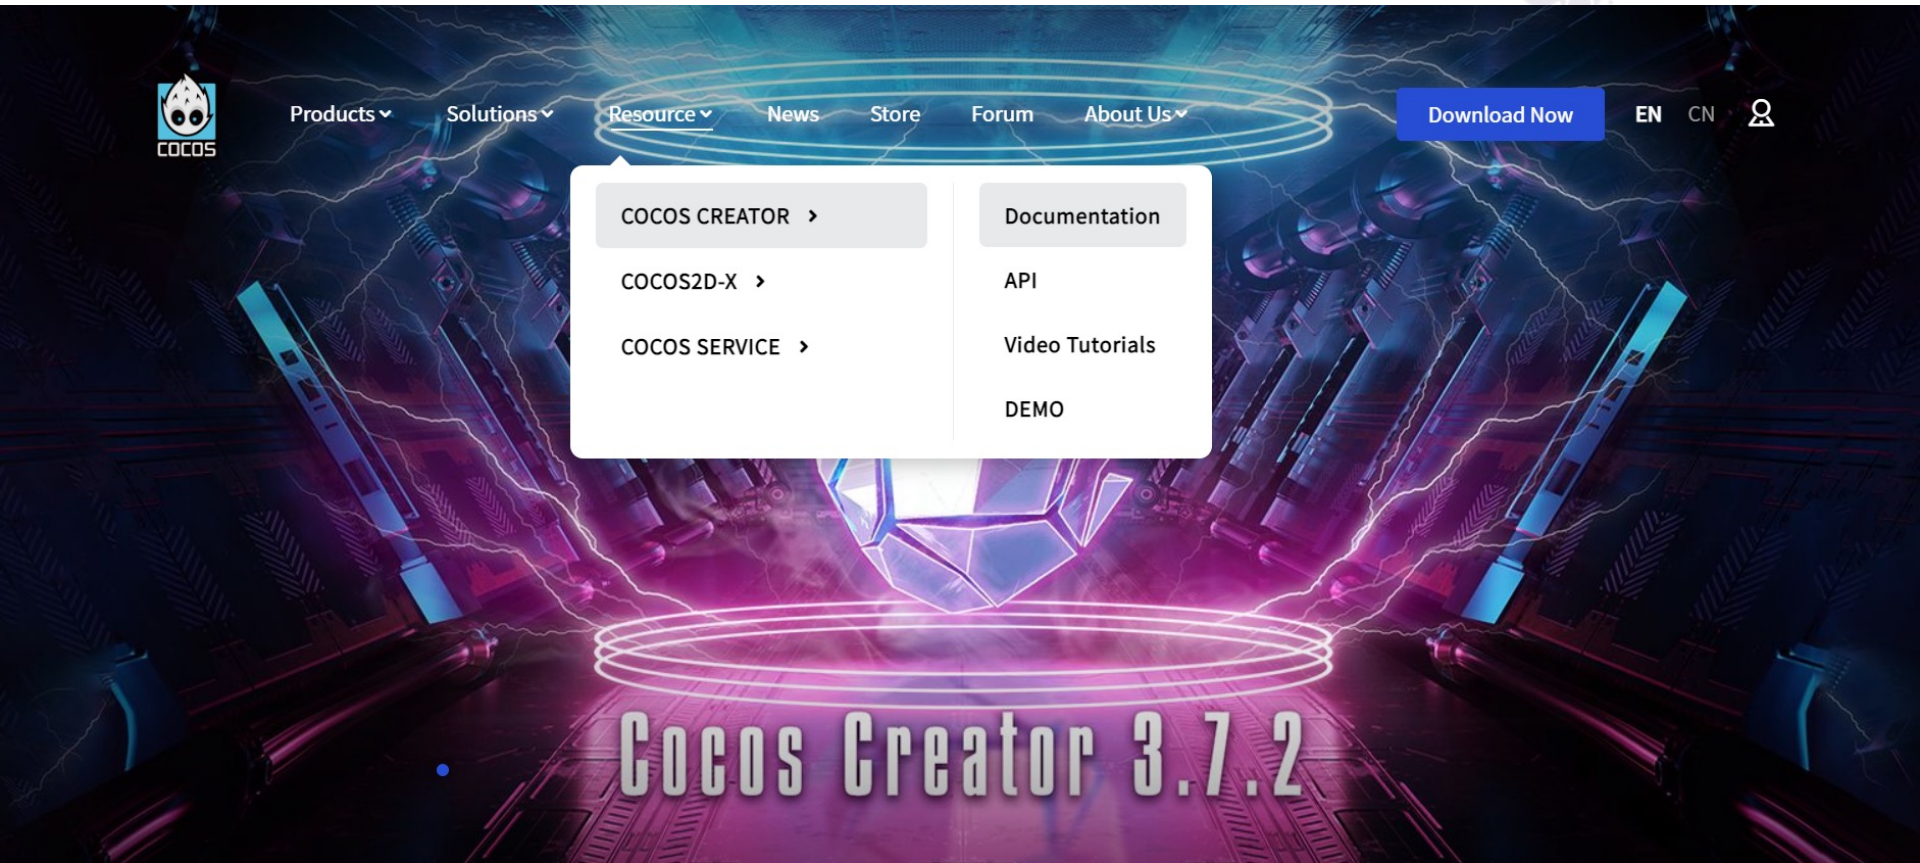 COCOS
Products
Solutions
Resource
News
Store
Forum
About Us
Download Now
EN
CN
COCOS CREATOR
COCOS2D-X
COCOS SERVICE
Documentation
API
Video Tutorials
DEMO
Cocos Creator 3.7.2